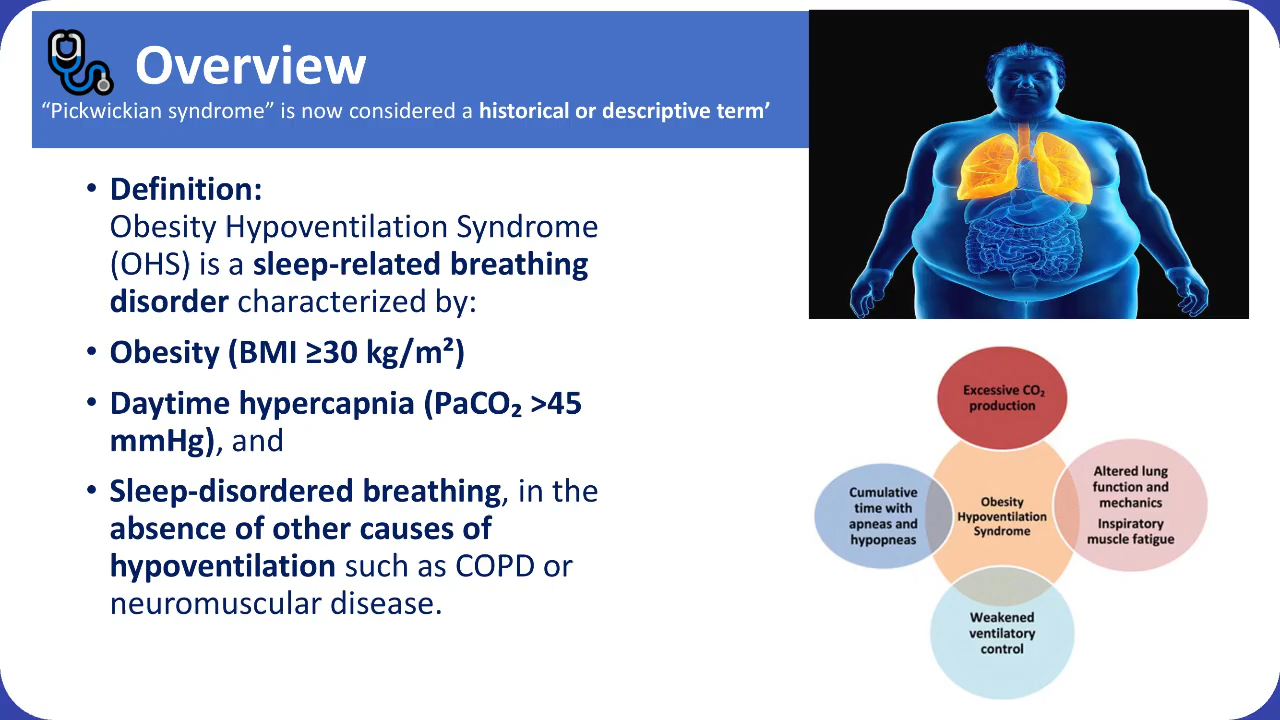 Overview
“Pickwickian syndrome” is now considered a historical or descriptive term’
• Definition:
Obesity Hypoventilation Syndrome
(OHS) is a sleep-related breathing
disorder characterized by:
• Obesity (BMI ≥30 kg/m²)
• Daytime hypercapnia (PaCO₂ >45
mmHg), and
• Sleep-disordered breathing, in the
absence of other causes of
hypoventilation such as COPD or
neuromuscular disease.
Excessive CO₂
production
Cumulative
time with
apneas and
hypopneas
Obesity
Hypoventilation
Syndrome
Altered lung
function and
mechanics
Inspiratory
muscle fatigue
Weakened
ventilatory
control